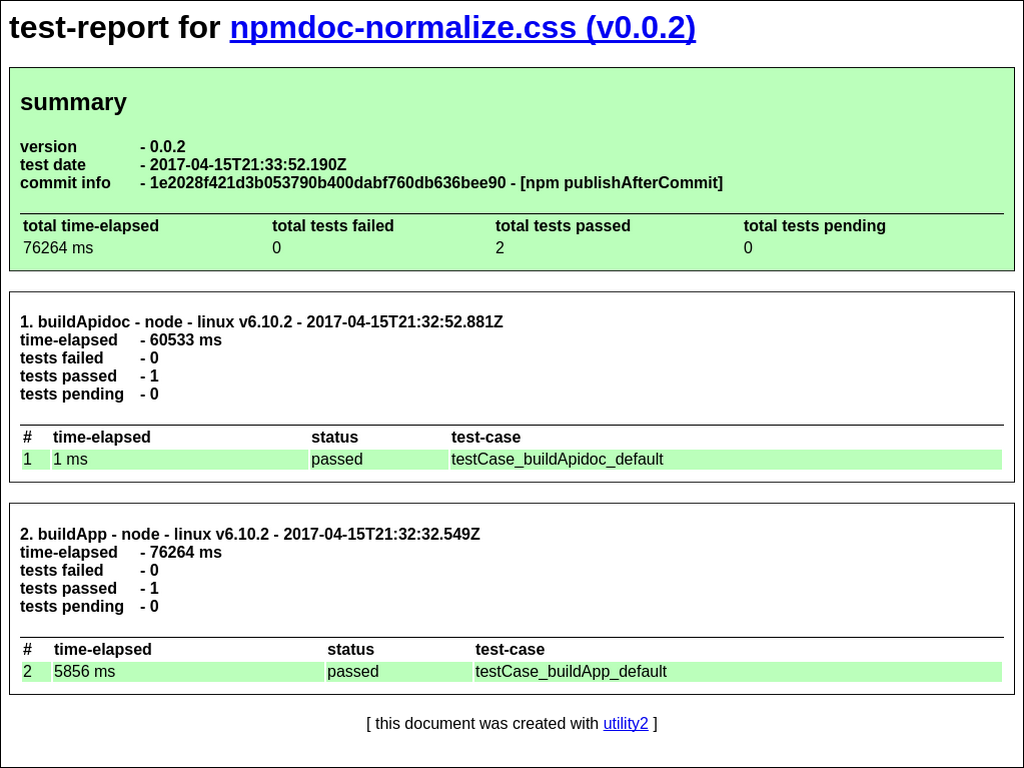 test-report for npmdoc-normalize.css (v0.0.2)
summary
version - 0.0.2
test date - 2017-04-15T21:33:52.190Z
commit info - 1e2028f421d3b053790b400dabf760db636bee90 - [npm publishAfterCommit]
total time-elapsed total tests failed total tests passed total tests pending
76264 ms 0 2 0
1. buildApidoc - node - linux v6.10.2 - 2017-04-15T21:32:52.881Z
time-elapsed - 60533 ms
tests failed - 0
tests passed - 1
tests pending - 0
# time-elapsed status test-case
1 1 ms passed testCase_buildApidoc_default
2. buildApp - node - linux v6.10.2 - 2017-04-15T21:32:32.549Z
time-elapsed - 76264 ms
tests failed - 0
tests passed - 1
tests pending - 0
# time-elapsed status test-case
2 5856 ms passed testCase_buildApp_default
[ this document was created with utility2 ]